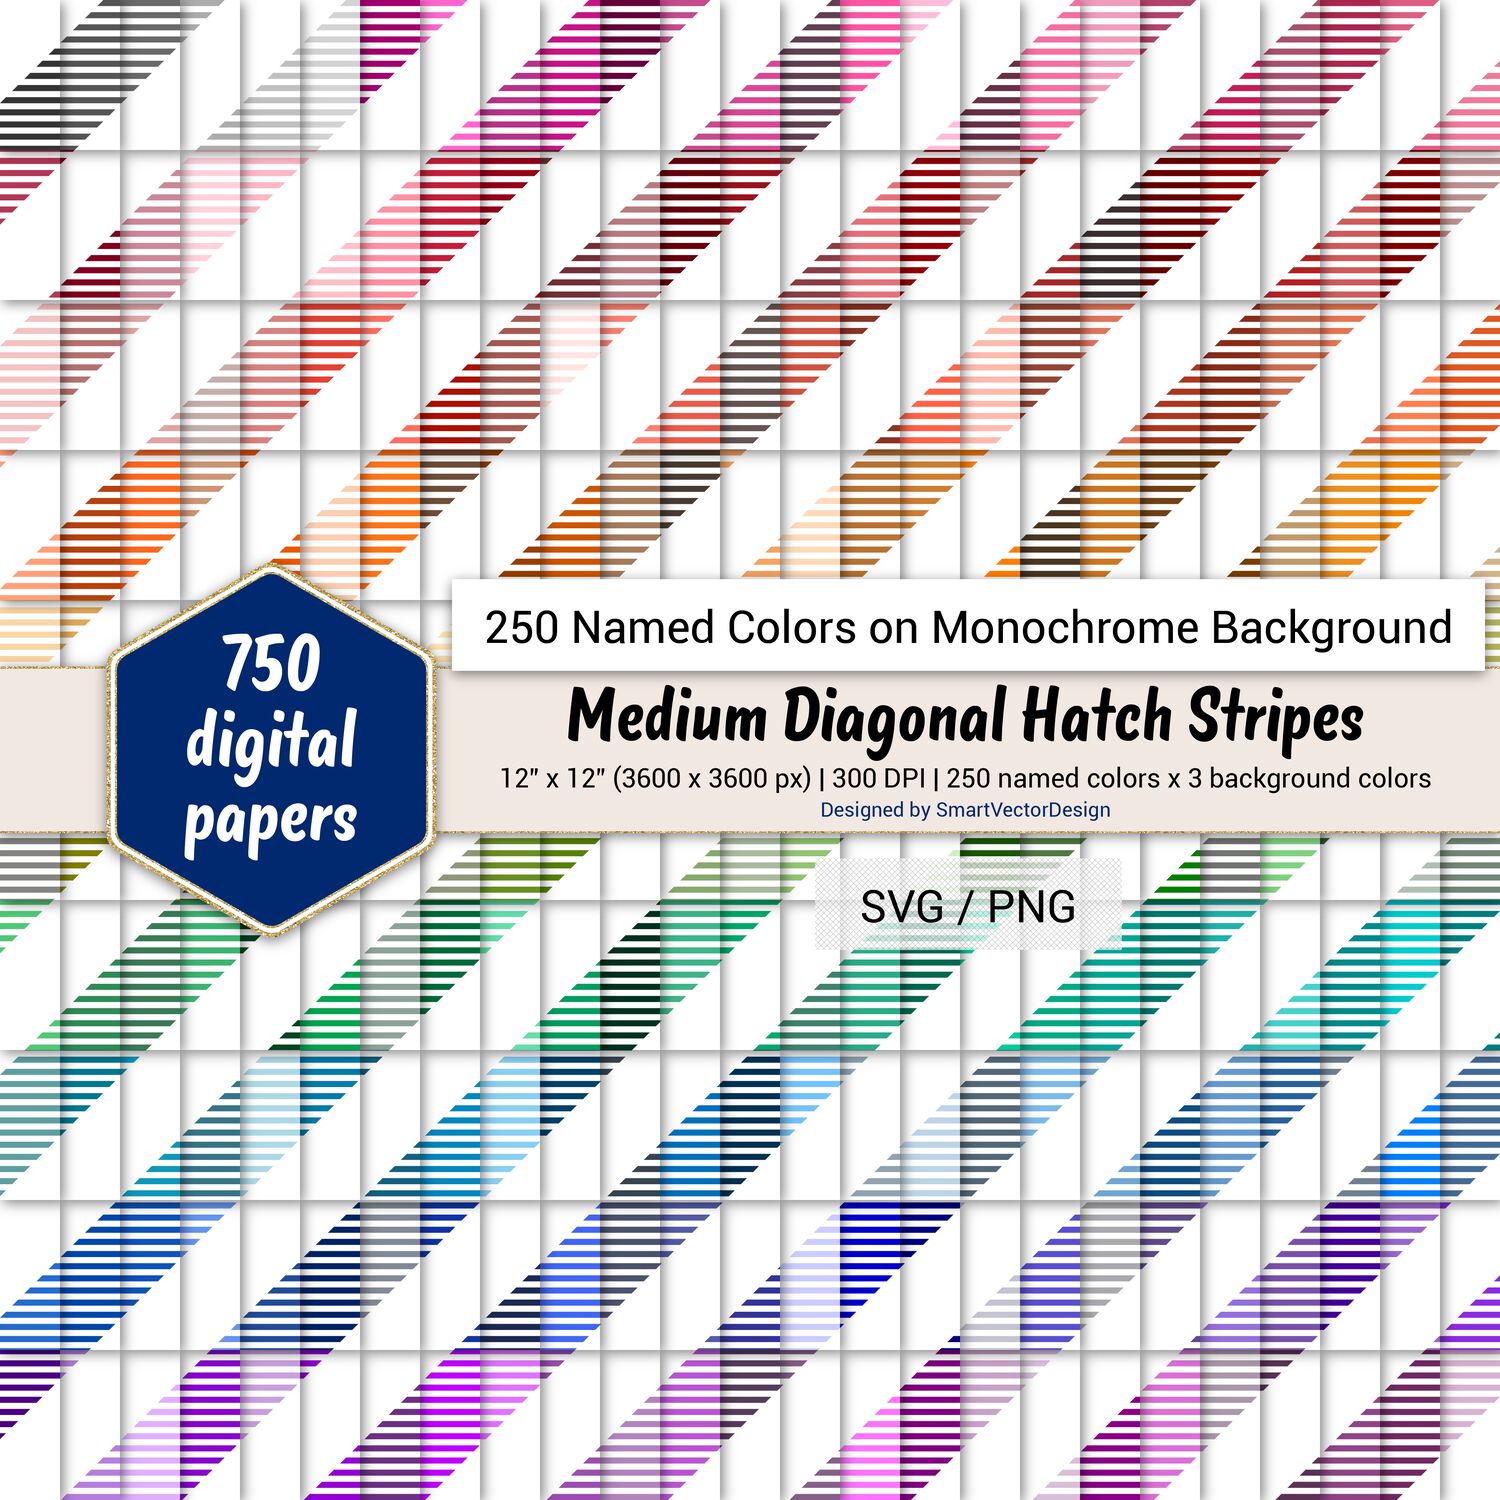 250 Named Colors on Monochrome Background
750
digital
papers
Medium Diagonal Hatch Stripes
12" x 12" (3600 x 3600 px) | 300 DPI | 250 named colors x 3 background colors
Designed by SmartVectorDesign
SVG / PNG